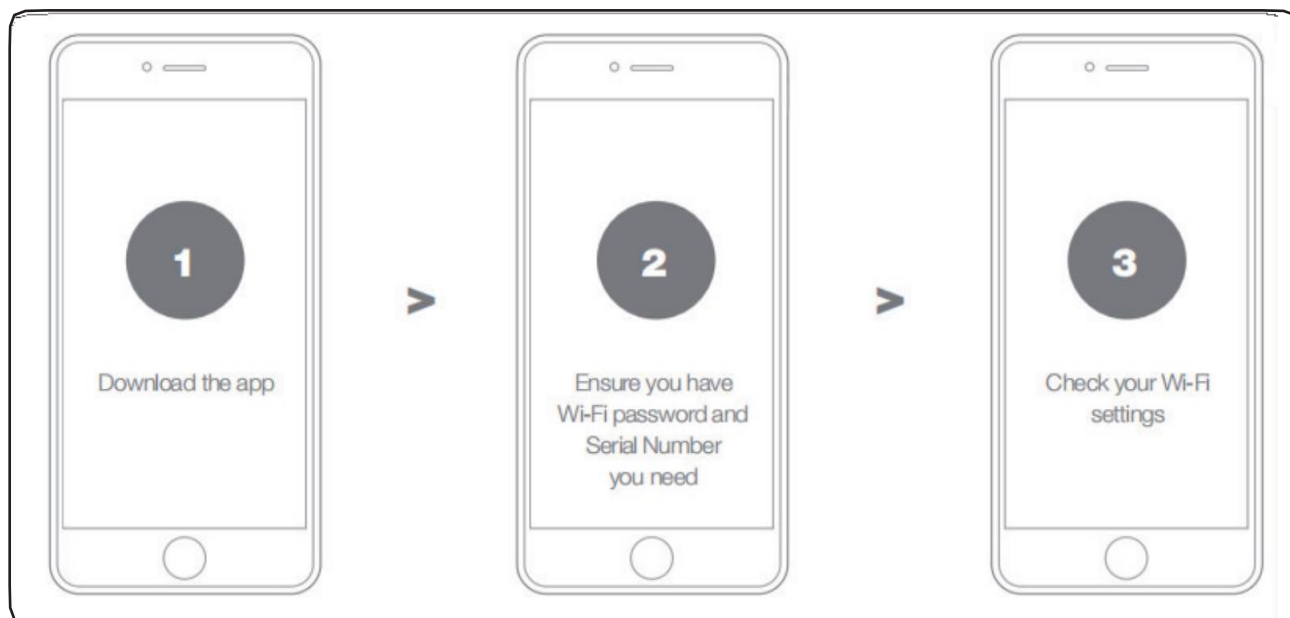 1
Download the app
>
2
Ensure you have
Wi-Fi password and
Serial Number
you need
>
3
Check your Wi-Fi
settings